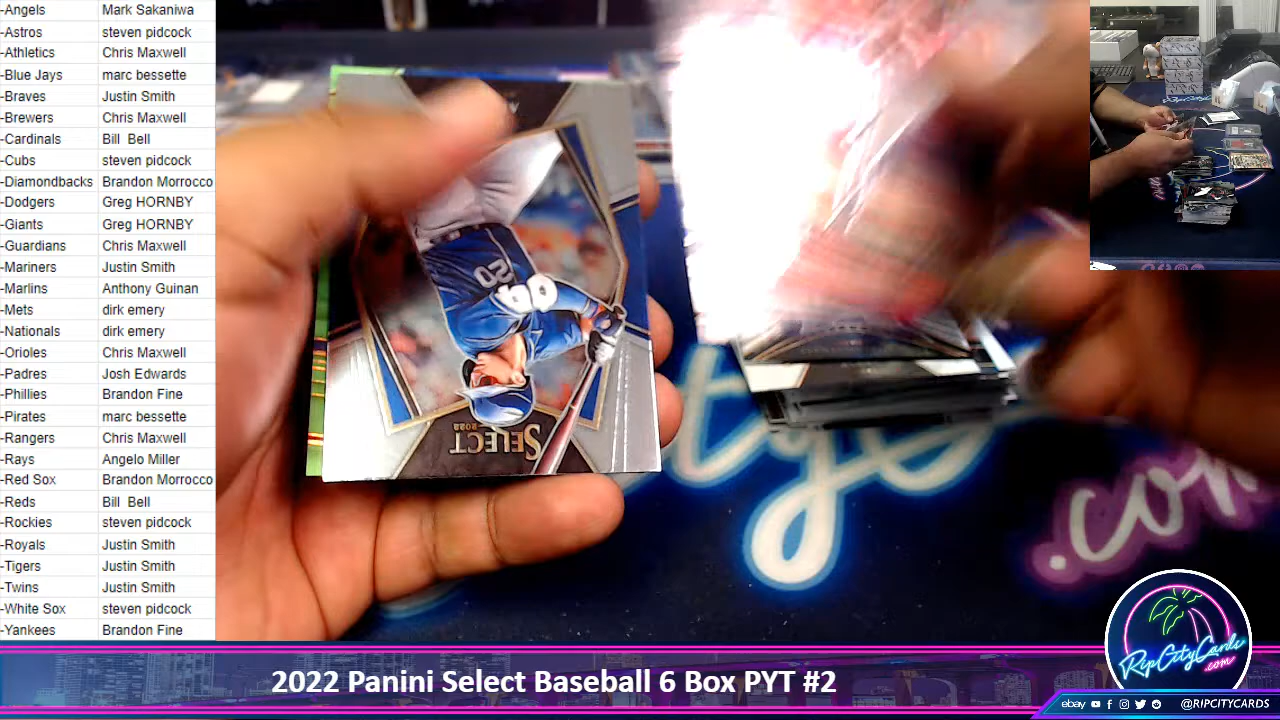 -Angels Mark Sakaniwa
-Astros steven pidcock
-Athletics Chris Maxwell
-Blue Jays marc bessette
-Braves Justin Smith
-Brewers Chris Maxwell
-Cardinals Bill Bell
-Cubs steven pidcock
-Diamondbacks Brandon Morrocco
-Dodgers Greg HORNBY
-Giants Greg HORNBY
-Guardians Chris Maxwell
-Mariners Justin Smith
-Marlins Anthony Guinan
-Mets dirk emery
-Nationals dirk emery
-Orioles Chris Maxwell
-Padres Josh Edwards
-Phillies Brandon Fine
-Pirates marc bessette
-Rangers Chris Maxwell
-Rays Angelo Miller
-Red Sox Brandon Morrocco
-Reds Bill Bell
-Rockies steven pidcock
-Royals Justin Smith
-Tigers Justin Smith
-Twins Justin Smith
-White Sox steven pidcock
-Yankees Brandon Fine
20
2022
SELECT
.com
RipCityCards
.com
2022 Panini Select Baseball 6 Box PYT #2
ebay @RIPCITYCARDS